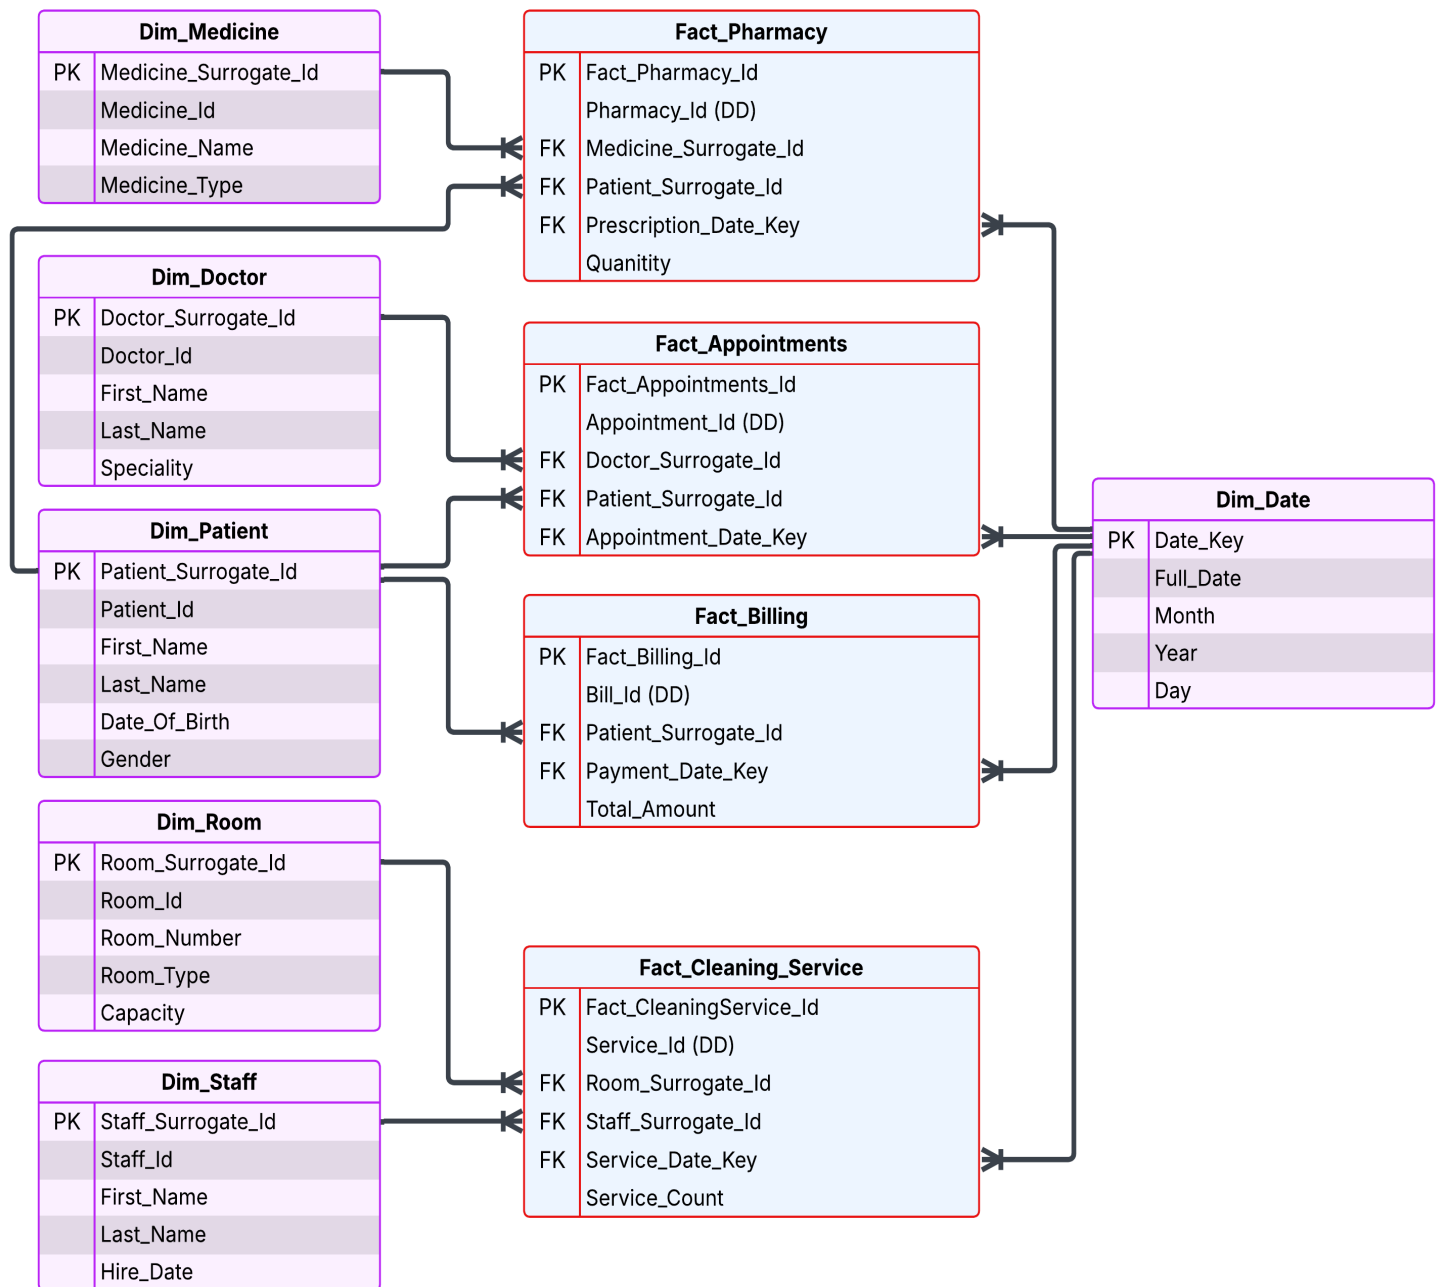 Dim_Medicine
PK Medicine_Surrogate_Id
Medicine_Id
Medicine_Name
Medicine_Type
Dim_Doctor
PK Doctor_Surrogate_Id
Doctor_Id
First_Name
Last_Name
Speciality
Dim_Patient
PK Patient_Surrogate_Id
Patient_Id
First_Name
Last_Name
Date_Of_Birth
Gender
Dim_Room
PK Room_Surrogate_Id
Room_Id
Room_Number
Room_Type
Capacity
Dim_Staff
PK Staff_Surrogate_Id
Staff_Id
First_Name
Last_Name
Hire_Date
Fact_Pharmacy
PK Fact_Pharmacy_Id
Pharmacy_Id (DD)
FK Medicine_Surrogate_Id
FK Patient_Surrogate_Id
FK Prescription_Date_Key
Quanitity
Fact_Appointments
PK Fact_Appointments_Id
Appointment_Id (DD)
FK Doctor_Surrogate_Id
FK Patient_Surrogate_Id
FK Appointment_Date_Key
Fact_Billing
PK Fact_Billing_Id
Bill_Id (DD)
FK Patient_Surrogate_Id
FK Payment_Date_Key
Total_Amount
Fact_Cleaning_Service
PK Fact_CleaningService_Id
Service_Id (DD)
FK Room_Surrogate_Id
FK Staff_Surrogate_Id
FK Service_Date_Key
Service_Count
Dim_Date
PK Date_Key
Full_Date
Month
Year
Day